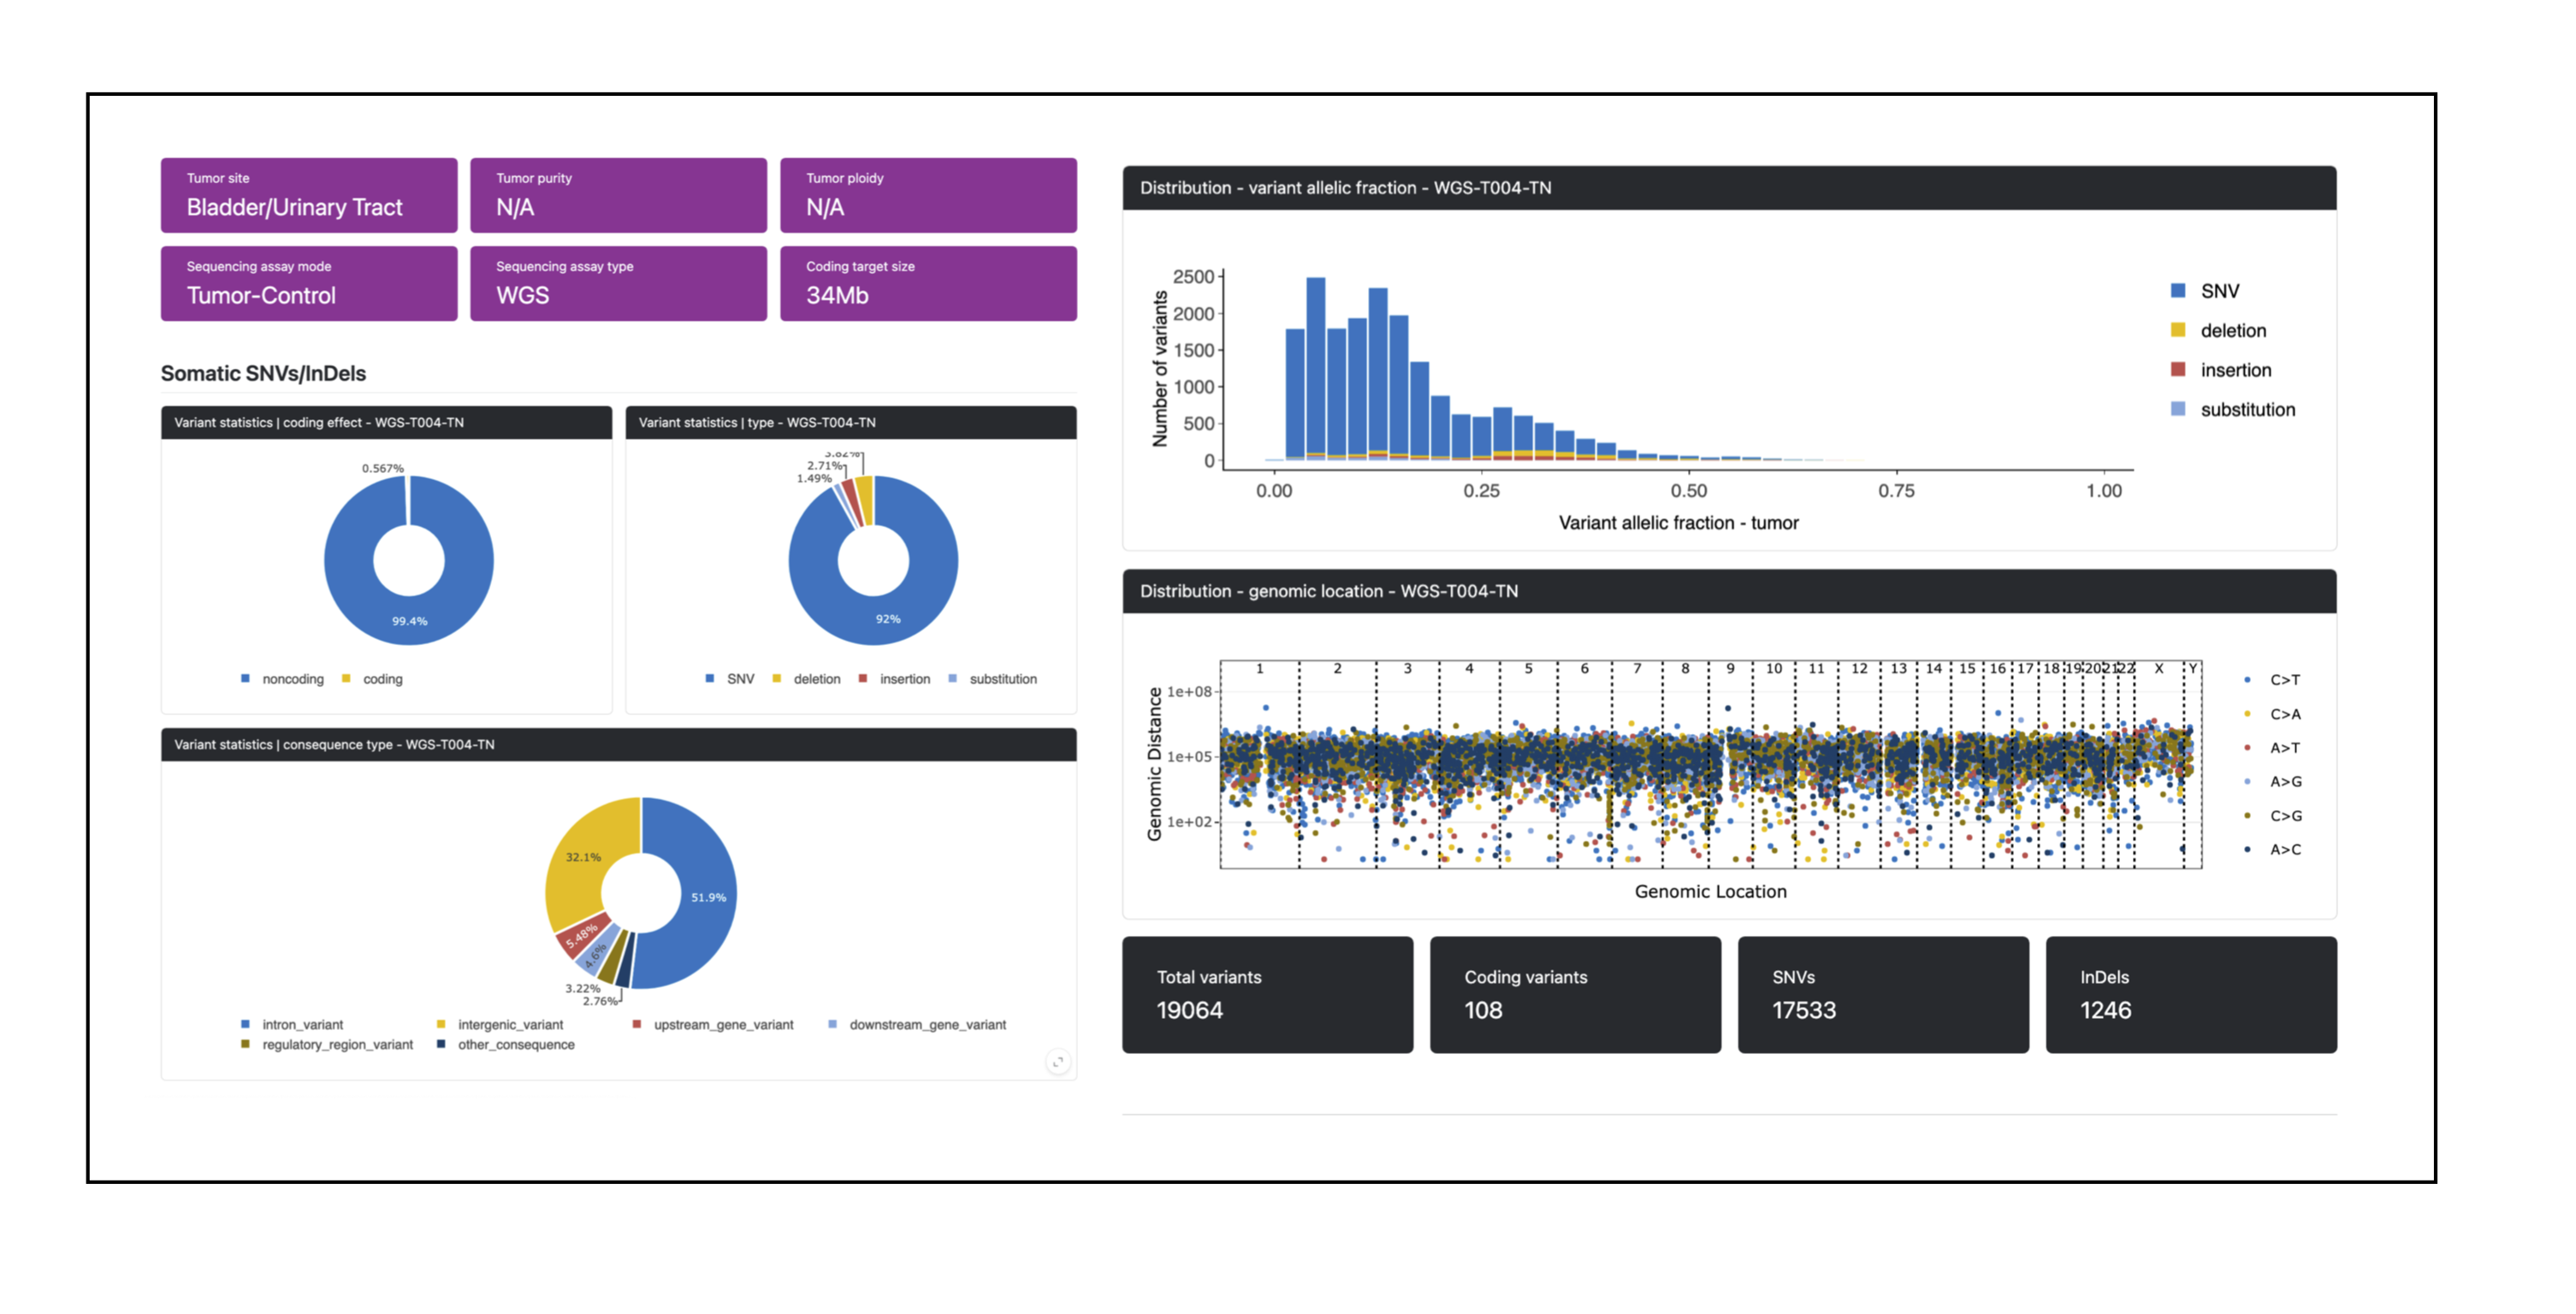 Tumor site
Bladder/Urinary Tract
Tumor purity
N/A
Tumor ploidy
N/A
Sequencing assay mode
Tumor-Control
Sequencing assay type
WGS
Coding target size
34Mb
Somatic SNVs/InDels
Variant statistics | coding effect - WGS-T004-TN
0.567%
99.4%
noncoding coding
Variant statistics | type - WGS-T004-TN
3.82%
2.71%
1.49%
92%
SNV deletion insertion substitution
Variant statistics | consequence type - WGS-T004-TN
32.1%
51.9%
5.48%
4.6%
3.22%
2.76%
intron_variant intergenic_variant upstream_gene_variant downstream_gene_variant
regulatory_region_variant other_consequence
Distribution - variant allelic fraction - WGS-T004-TN
Number of variants
2500
2000
1500
1000
500
0
0.00 0.25 0.50 0.75 1.00
Variant allelic fraction - tumor
SNV
deletion
insertion
substitution
Distribution - genomic location - WGS-T004-TN
1 2 3 4 5 6 7 8 9 10 11 12 13 14 15 16 17 18 19 20 21 22 X Y
Genomic Distance
1e+08
1e+05
1e+02
Genomic Location
C>T
C>A
A>T
A>G
C>G
A>C
Total variants
19064
Coding variants
108
SNVs
17533
InDels
1246